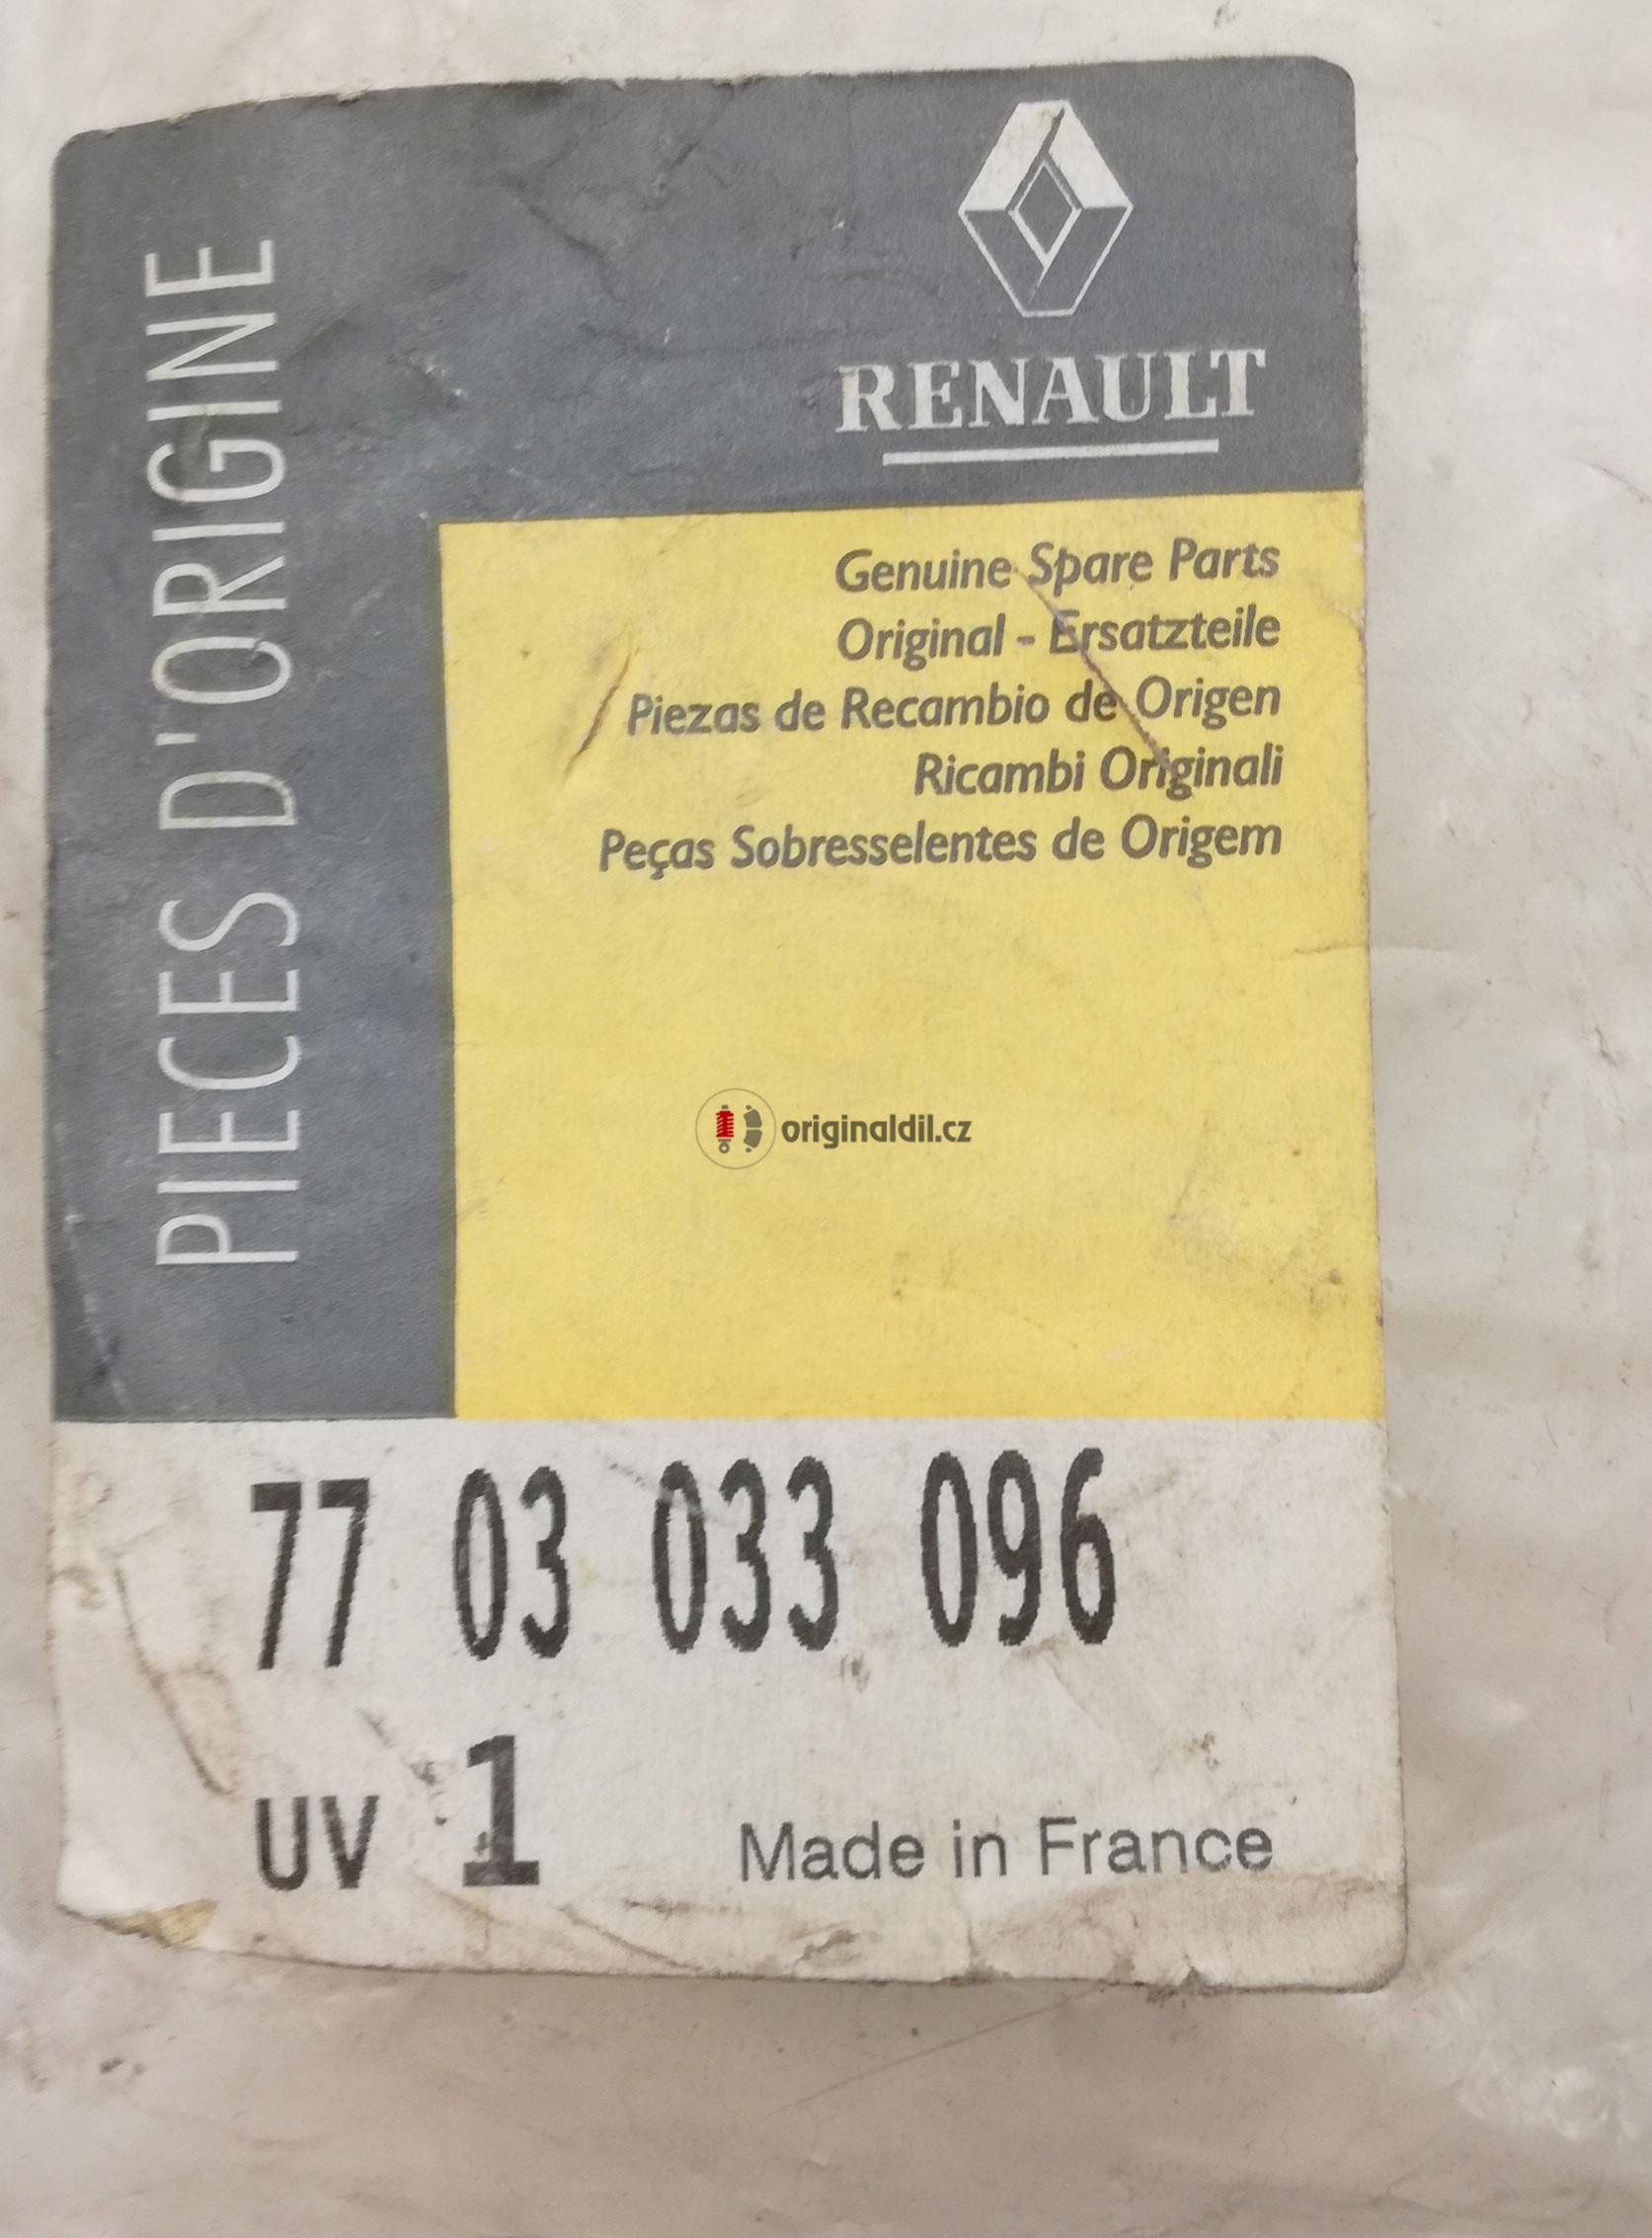 PIECES D'ORIGINE
RENAULT
Genuine Spare Parts
Original - Ersatzteile
Piezas de Recambio de Origen
Ricambi Originali
Peças Sobresselentes de Origem
originaldil.cz
77 03 033 096
UV 1
Made in France